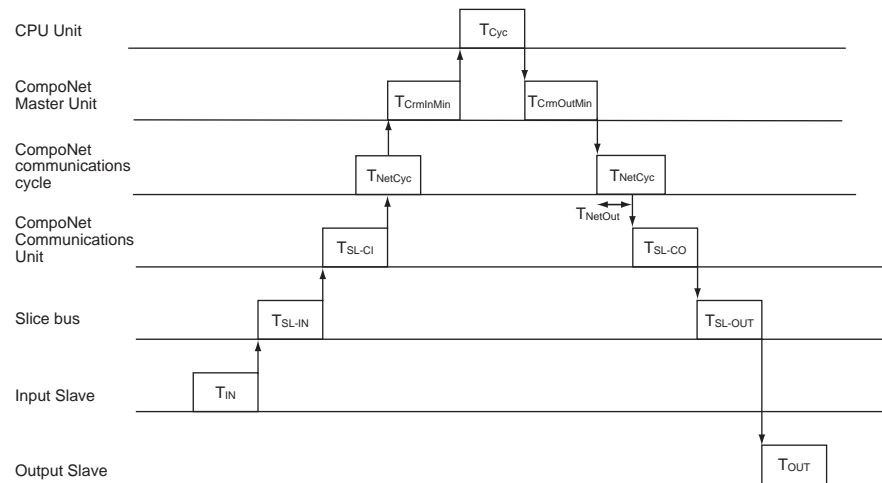 CPU Unit
TCyc
CompoNet
Master Unit
TCrmInMin
TCrmOutMin
CompoNet
communications
cycle
TNetCyc
TNetCyc
TNetOut
CompoNet
Communications
Unit
TSL-CI
TSL-CO
Slice bus
TSL-IN
TSL-OUT
Input Slave
TIN
Output Slave
TOUT